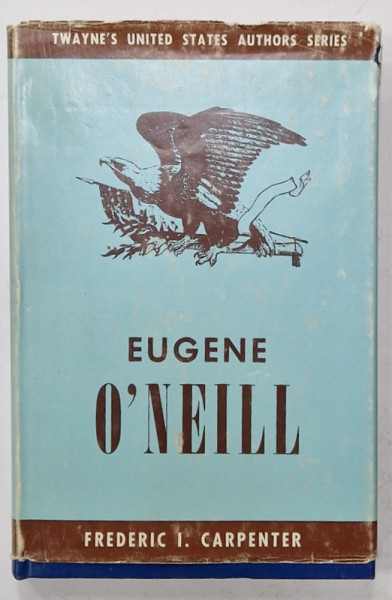 TWAYNE'S UNITED STATES AUTHORS SERIES
EUGENE
O'NEILL
FREDERIC I. CARPENTER